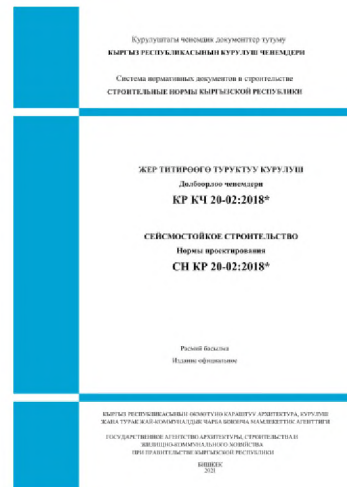 Курулуштагы ченемдик документтер тутуму
КЫРГЫЗ РЕСПУБЛИКАСЫНЫН КУРУЛУШ ЧЕНЕМДЕРИ
Система нормативных документов в строительстве
СТРОИТЕЛЬНЫЕ НОРМЫ КЫРГЫЗСКОЙ РЕСПУБЛИКИ
ЖЕР ТИТИРӨӨГӨ ТУРУКТУУ КУРУЛУШ
Долбоорлоо ченемдери
КР КЧ 20-02:2018*
СЕЙСМОСТОЙКОЕ СТРОИТЕЛЬСТВО
Нормы проектирования
СН КР 20-02:2018*
Расмий басылма
Издание официальное
КЫРГЫЗ РЕСПУБЛИКАСЫНЫН ӨКМӨТҮНӨ КАРАШТУУ АРХИТЕКТУРА, КУРУЛУШ
ЖАНА ТУРАК ЖАЙ-КОММУНАЛДЫК ЧАРБА БОЮНЧА МАМЛЕКЕТТИК АГЕНТТИГИ
ГОСУДАРСТВЕННОЕ АГЕНТСТВО АРХИТЕКТУРЫ, СТРОИТЕЛЬСТВА И
ЖИЛИЩНО-КОММУНАЛЬНОГО ХОЗЯЙСТВА
ПРИ ПРАВИТЕЛЬСТВЕ КЫРГЫЗСКОЙ РЕСПУБЛИКИ
БИШКЕК
2021